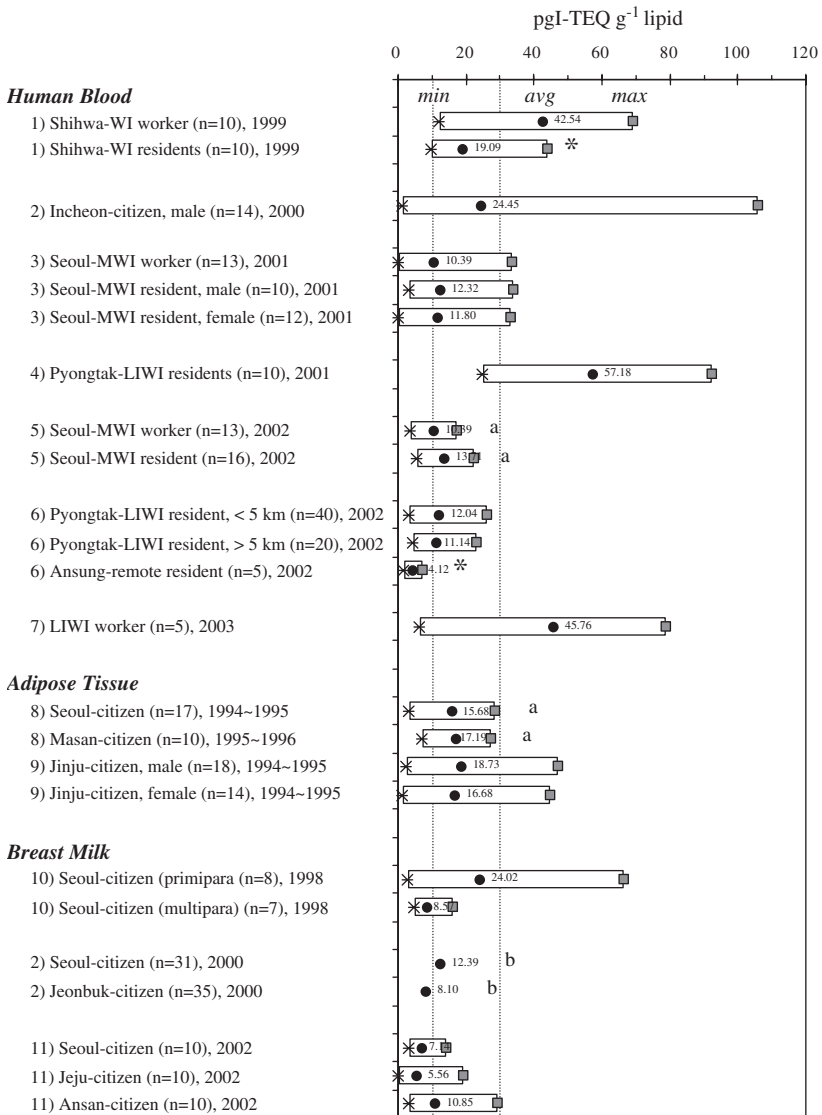 pgI-TEQ g-1 lipid
0 20 40 60 80 100 120
Human Blood min avg max
1) Shihwa-WI worker (n=10), 1999 42.54
1) Shihwa-WI residents (n=10), 1999 19.09 *
2) Incheon-citizen, male (n=14), 2000 24.45
3) Seoul-MWI worker (n=13), 2001 10.39
3) Seoul-MWI resident, male (n=10), 2001 12.32
3) Seoul-MWI resident, female (n=12), 2001 11.80
4) Pyongtak-LIWI residents (n=10), 2001 57.18
5) Seoul-MWI worker (n=13), 2002 a
5) Seoul-MWI resident (n=16), 2002 a
6) Pyongtak-LIWI resident, < 5 km (n=40), 2002 12.04
6) Pyongtak-LIWI resident, > 5 km (n=20), 2002 11.14
6) Ansung-remote resident (n=5), 2002 4.12 *
7) LIWI worker (n=5), 2003 45.76
Adipose Tissue
8) Seoul-citizen (n=17), 1994~1995 15.68 a
8) Masan-citizen (n=10), 1995~1996 17.19 a
9) Jinju-citizen, male (n=18), 1994~1995 18.73
9) Jinju-citizen, female (n=14), 1994~1995 16.68
Breast Milk
10) Seoul-citizen (primipara (n=8), 1998 24.02
10) Seoul-citizen (multipara) (n=7), 1998
2) Seoul-citizen (n=31), 2000 12.39 b
2) Jeonbuk-citizen (n=35), 2000 8.10 b
11) Seoul-citizen (n=10), 2002
11) Jeju-citizen (n=10), 2002 5.56
11) Ansan-citizen (n=10), 2002 10.85